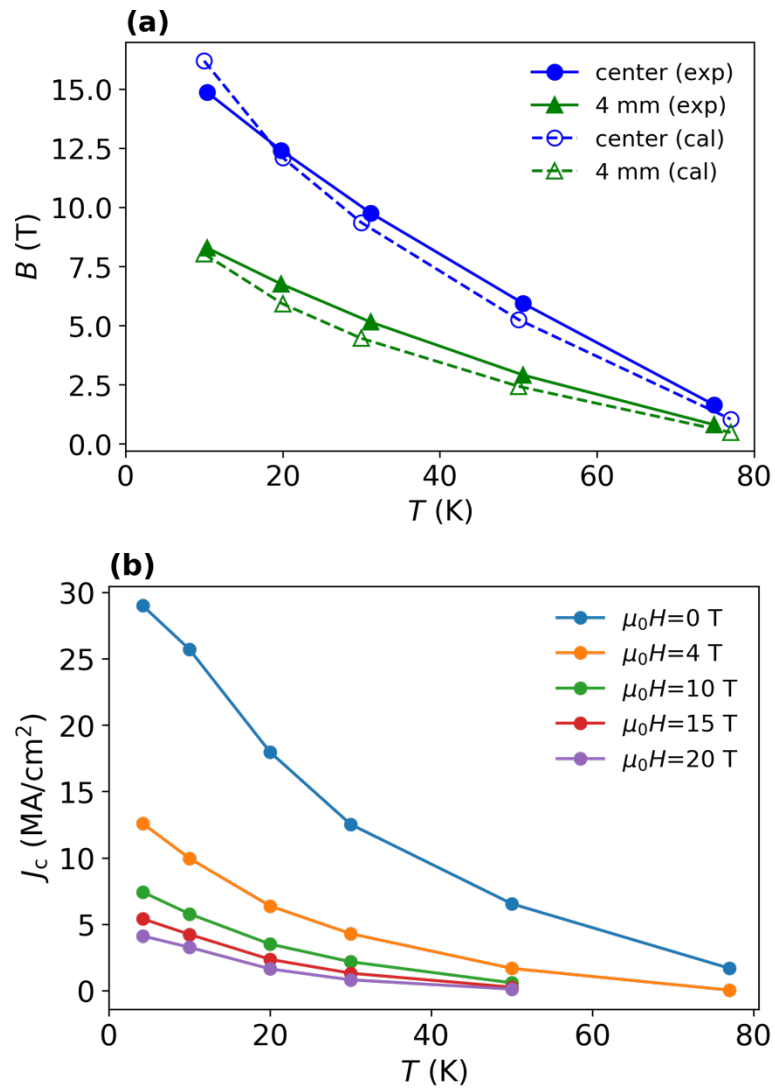 (a)
15.0
12.5
10.0
7.5
5.0
2.5
0.0
B (T)
center (exp)
4 mm (exp)
center (cal)
4 mm (cal)
0 20 40 60 80
T (K)
(b)
30
25
20
15
10
5
0
Jc (MA/cm²)
μ₀H=0 T
μ₀H=4 T
μ₀H=10 T
μ₀H=15 T
μ₀H=20 T
0 20 40 60 80
T (K)